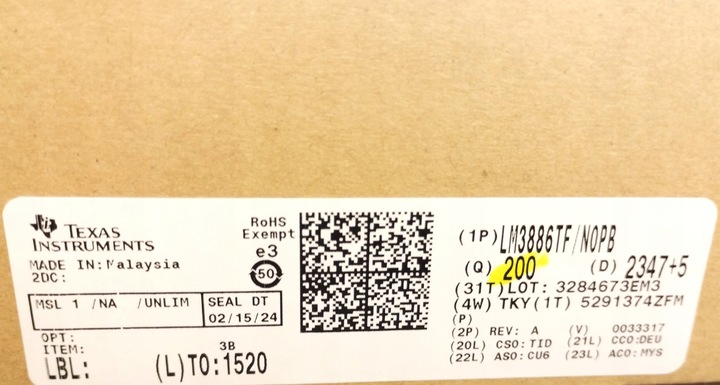 TEXAS
INSTRUMENTS
MADE IN: Malaysia
2DC:
RoHS
Exempt
e3
50
MSL 1 /NA /UNLIM
SEAL DT
02/15/24
OPT:
ITEM:
3B
LBL: (L)TO:1520
(1P) LM3886TF/NOPB
(Q) 200 (D) 2347+5
(31T)LOT: 3284673EM3
(4W) TKY(1T) 5291374ZFM
(P)
(2P) REV: A (V) 0033317
(20L) CSO:TID (21L) CCO:DEU
(22L) ASO:CU6 (23L) ACO:MYS